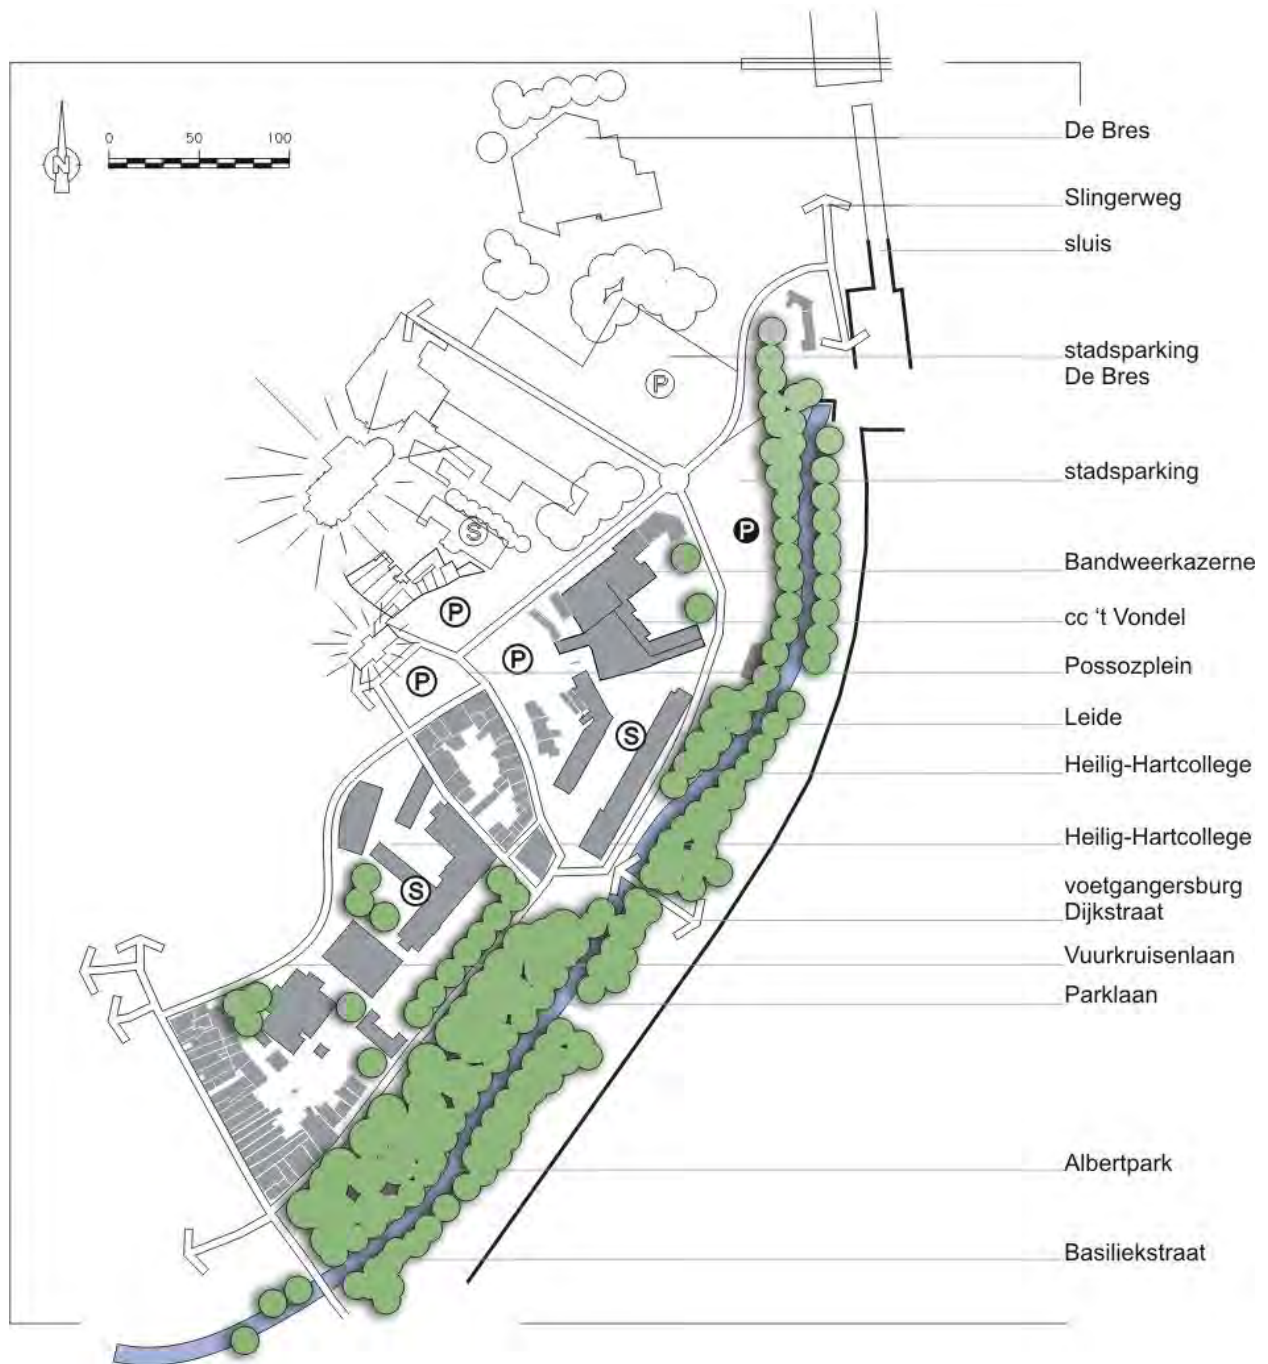 0 50 100
N
De Bres
Slingerweg
sluis
stadsparking
De Bres
P
stadsparking
S
P
Bandweerkazerne
P
cc ‘t Vondel
P
Possozplein
P
Leide
S
Heilig-Hartcollege
Heilig-Hartcollege
S
voetgangersburg
Dijkstraat
Vuurkruisenlaan
Parklaan
Albertpark
Basiliekstraat